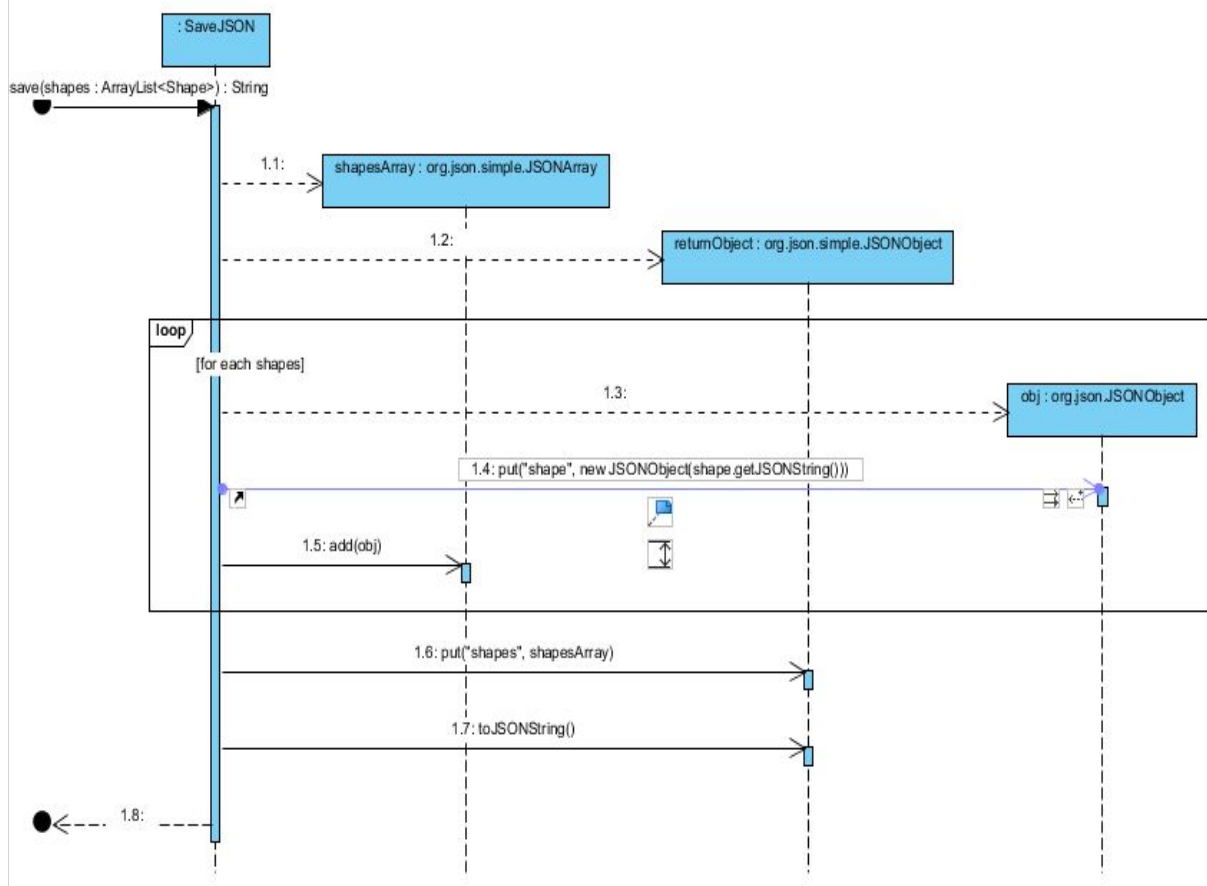 : SaveJSON
save(shapes : ArrayList<Shape>) : String
1.1:
shapesArray : org.json.simple.JSONArray
1.2:
returnObject : org.json.simple.JSONObject
loop
[for each shapes]
1.3:
obj : org.json.JSONObject
1.4: put("shape", new JSONObject(shape.getJSONString()))
1.5: add(obj)
1.6: put("shapes", shapesArray)
1.7: toJSONString()
1.8: